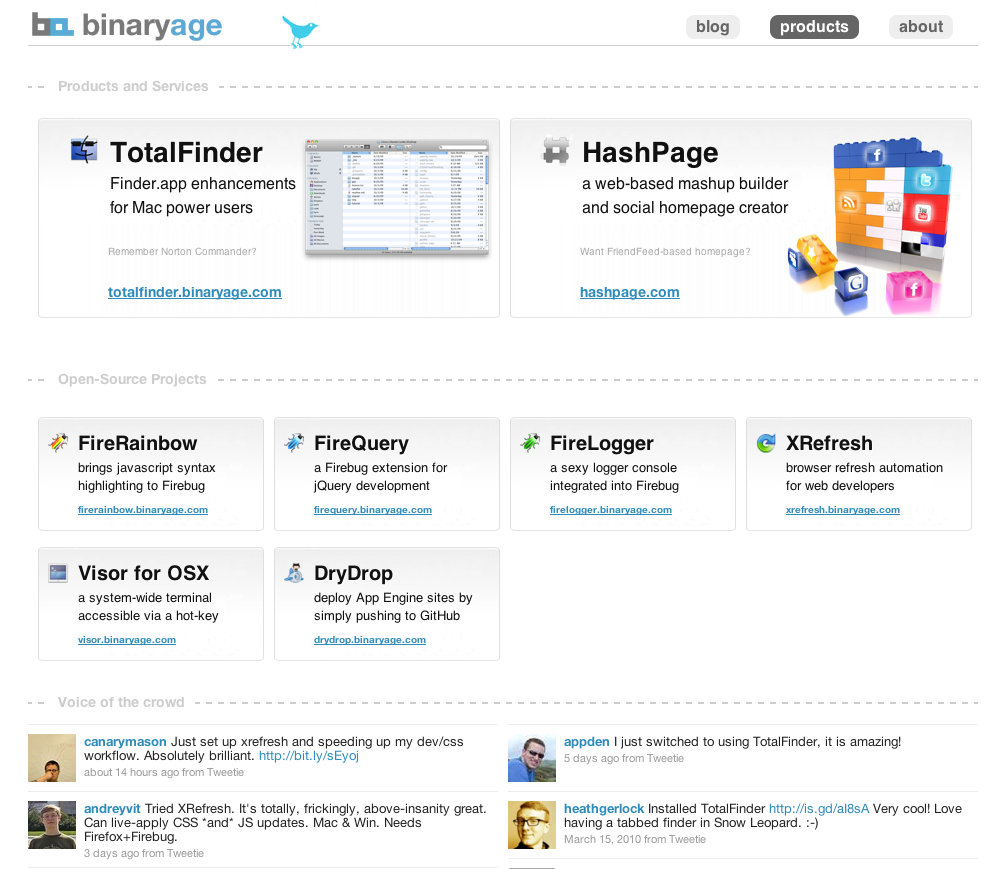 binaryage
blog
products
about
Products and Services
TotalFinder
Finder.app enhancements
for Mac power users
Remember Norton Commander?
totalfinder.binaryage.com
HashPage
a web-based mashup builder
and social homepage creator
Want FriendFeed-based homepage?
hashpage.com
Open-Source Projects
FireRainbow
brings javascript syntax
highlighting to Firebug
firerainbow.binaryage.com
FireQuery
a Firebug extension for
jQuery development
firequery.binaryage.com
FireLogger
a sexy logger console
integrated into Firebug
firelogger.binaryage.com
XRefresh
browser refresh automation
for web developers
xrefresh.binaryage.com
Visor for OSX
a system-wide terminal
accessible via a hot-key
visor.binaryage.com
DryDrop
deploy App Engine sites by
simply pushing to GitHub
drydrop.binaryage.com
Voice of the crowd
canarymason Just set up xrefresh and speeding up my dev/css
workflow. Absolutely brilliant. http://bit.ly/sEyoj
about 14 hours ago from Tweetie
appden I just switched to using TotalFinder, it is amazing!
5 days ago from Tweetie
andreyvit Tried XRefresh. It's totally, frickingly, above-insanity great.
Can live-apply CSS *and* JS updates. Mac & Win. Needs
Firefox+Firebug.
3 days ago from Tweetie
heathgerlock Installed TotalFinder http://is.gd/aI8sA Very cool! Love
having a tabbed finder in Snow Leopard. :-)
March 15, 2010 from Tweetie